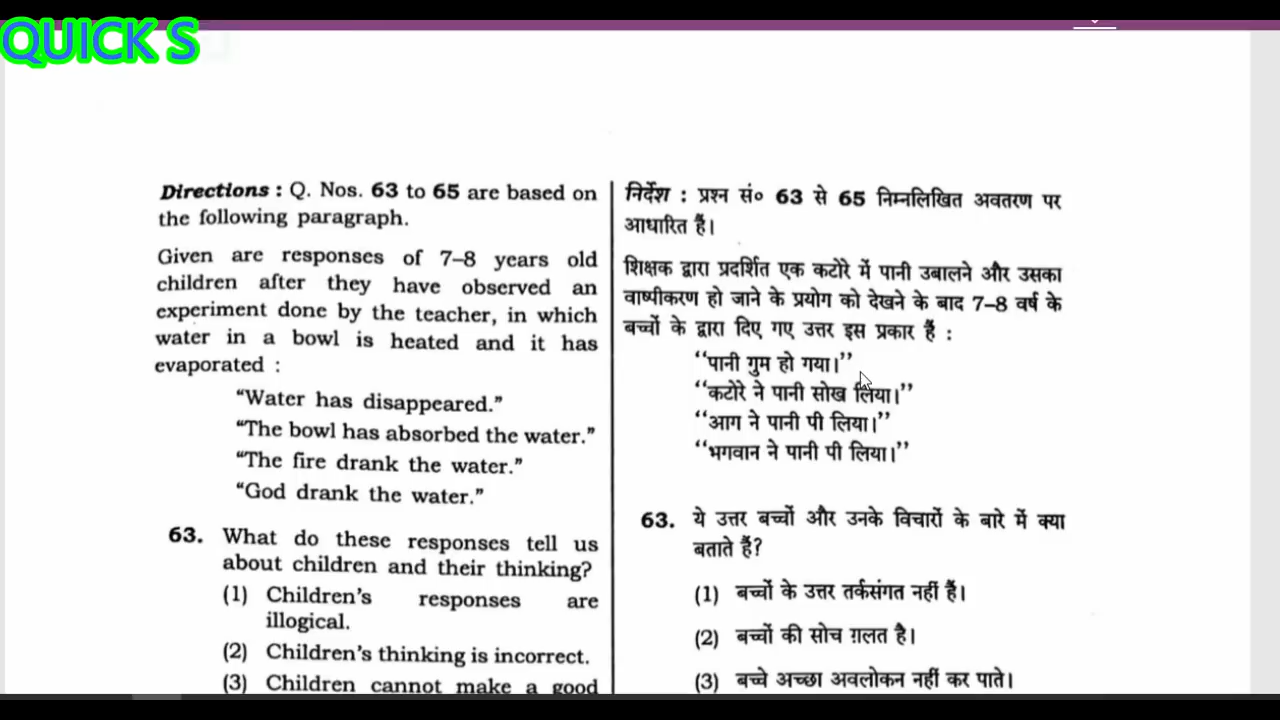 QUICK S
Directions : Q. Nos. 63 to 65 are based on
the following paragraph.
Given are responses of 7–8 years old
children after they have observed an
experiment done by the teacher, in which
water in a bowl is heated and it has
evaporated :
“Water has disappeared.”
“The bowl has absorbed the water.”
“The fire drank the water.”
“God drank the water.”
63. What do these responses tell us
about children and their thinking?
(1) Children’s responses are
illogical.
(2) Children’s thinking is incorrect.
(3) Children cannot make a good
निर्देश : प्रश्न सं० 63 से 65 निम्नलिखित अवतरण पर
आधारित हैं।
शिक्षक द्वारा प्रदर्शित एक कटोरे में पानी उबालने और उसका
वाष्पीकरण हो जाने के प्रयोग को देखने के बाद 7–8 वर्ष के
बच्चों के द्वारा दिए गए उत्तर इस प्रकार हैं :
“पानी गुम हो गया।”
“कटोरे ने पानी सोख लिया।”
“आग ने पानी पी लिया।”
“भगवान ने पानी पी लिया।”
63. ये उत्तर बच्चों और उनके विचारों के बारे में क्या
बताते हैं?
(1) बच्चों के उत्तर तर्कसंगत नहीं हैं।
(2) बच्चों की सोच ग़लत है।
(3) बच्चे अच्छा अवलोकन नहीं कर पाते।